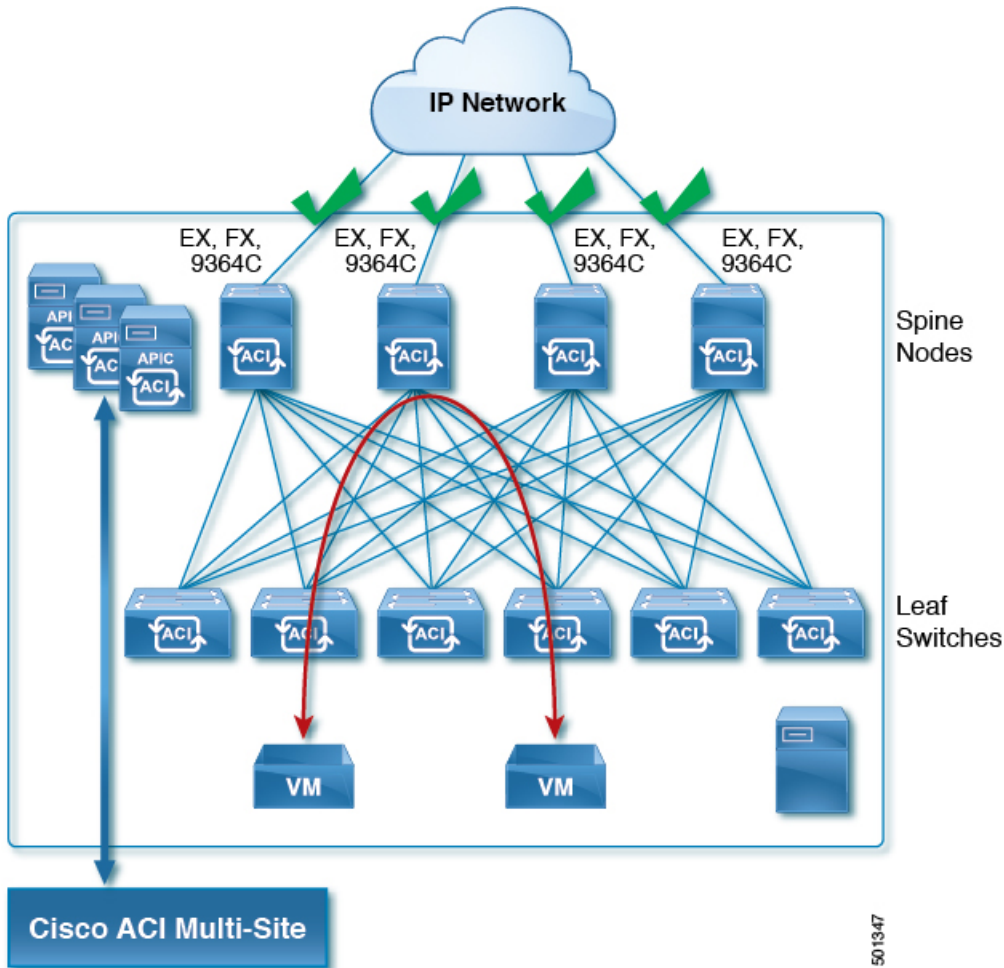 IP Network
EX, FX,
9364C
EX, FX,
9364C
EX, FX,
9364C
EX, FX,
9364C
Spine
Nodes
API
ACI
API
ACI
APIC
ACI
ACI
ACI
ACI
ACI
Leaf
Switches
ACI
ACI
ACI
ACI
ACI
ACI
VM
VM
Cisco ACI Multi-Site
501347